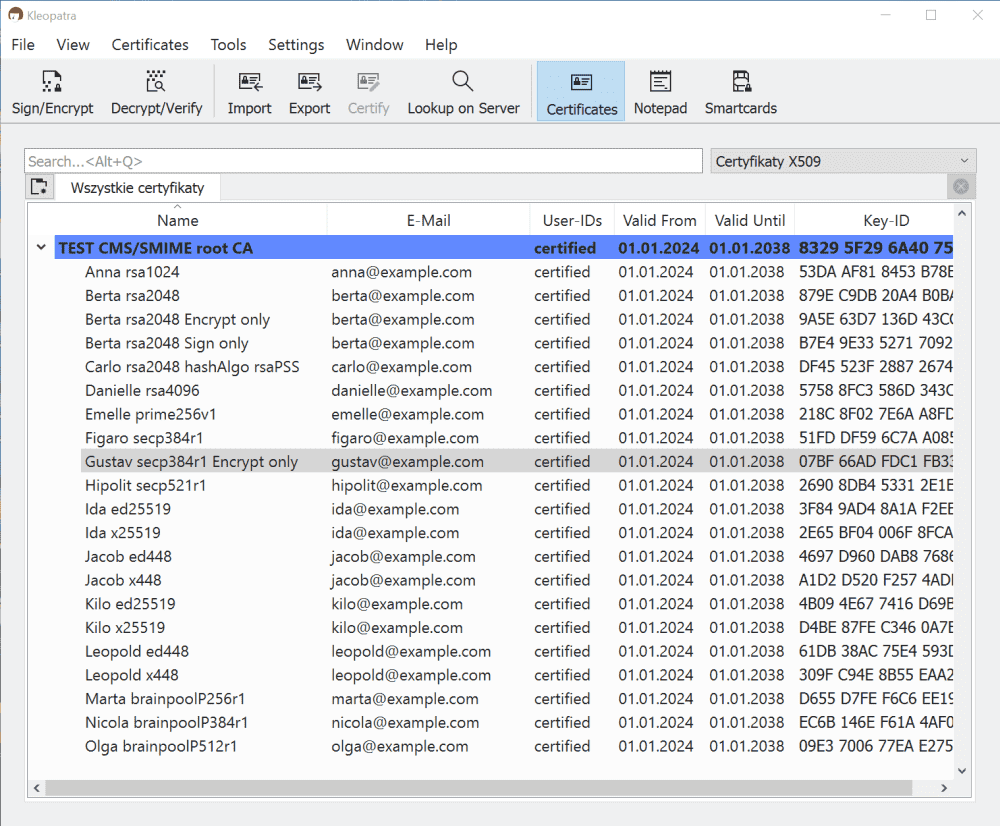 Kleopatra
File View Certificates Tools Settings Window Help
Sign/Encrypt Decrypt/Verify Import Export Certify Lookup on Server Certificates Notepad Smartcards
Search...<Alt+Q> Certyfikaty X509
Wszystkie certyfikaty
Name E-Mail User-IDs Valid From Valid Until Key-ID
TEST CMS/SMIME root CA certified 01.01.2024 01.01.2038 8329 5F29 6A40 75
Anna rsa1024 anna@example.com certified 01.01.2024 01.01.2038 53DA AF81 8453 B78E
Berta rsa2048 berta@example.com certified 01.01.2024 01.01.2038 879E C9DB 20A4 B0BA
Berta rsa2048 Encrypt only berta@example.com certified 01.01.2024 01.01.2038 9A5E 63D7 136D 43CC
Berta rsa2048 Sign only berta@example.com certified 01.01.2024 01.01.2038 B7E4 9E33 5271 7092
Carlo rsa2048 hashAlgo rsaPSS carlo@example.com certified 01.01.2024 01.01.2038 DF45 523F 2887 2674
Danielle rsa4096 danielle@example.com certified 01.01.2024 01.01.2038 5758 8FC3 586D 343C
Emelle prime256v1 emelle@example.com certified 01.01.2024 01.01.2038 218C 8F02 7E6A A8FD
Figaro secp384r1 figaro@example.com certified 01.01.2024 01.01.2038 51FD DF59 6C7A A085
Gustav secp384r1 Encrypt only gustav@example.com certified 01.01.2024 01.01.2038 07BF 66AD FDC1 FB33
Hipolit secp521r1 hipolit@example.com certified 01.01.2024 01.01.2038 2690 8DB4 5331 2E1E
Ida ed25519 ida@example.com certified 01.01.2024 01.01.2038 3F84 9AD4 8A1A F2EE
Ida x25519 ida@example.com certified 01.01.2024 01.01.2038 2E65 BF04 006F 8FCA
Jacob ed448 jacob@example.com certified 01.01.2024 01.01.2038 4697 D960 DAB8 7686
Jacob x448 jacob@example.com certified 01.01.2024 01.01.2038 A1D2 D520 F257
Kilo ed25519 kilo@example.com certified 01.01.2024 01.01.2038 4B09 4E67 7416 D69B
Kilo x25519 kilo@example.com certified 01.01.2024 01.01.2038 D4BE 87FE C346 0A7E
Leopold ed448 leopold@example.com certified 01.01.2024 01.01.2038 61DB 38AC 75E4 593D
Leopold x448 leopold@example.com certified 01.01.2024 01.01.2038 309F C94E 8B55 EAA2
Marta brainpoolP256r1 marta@example.com certified 01.01.2024 01.01.2038 D655 D7FE F6C6 EE19
Nicola brainpoolP384r1 nicola@example.com certified 01.01.2024 01.01.2038 EC6B 146E F61A 4AF0
Olga brainpoolP512r1 olga@example.com certified 01.01.2024 01.01.2038 09E3 7006 77EA E275